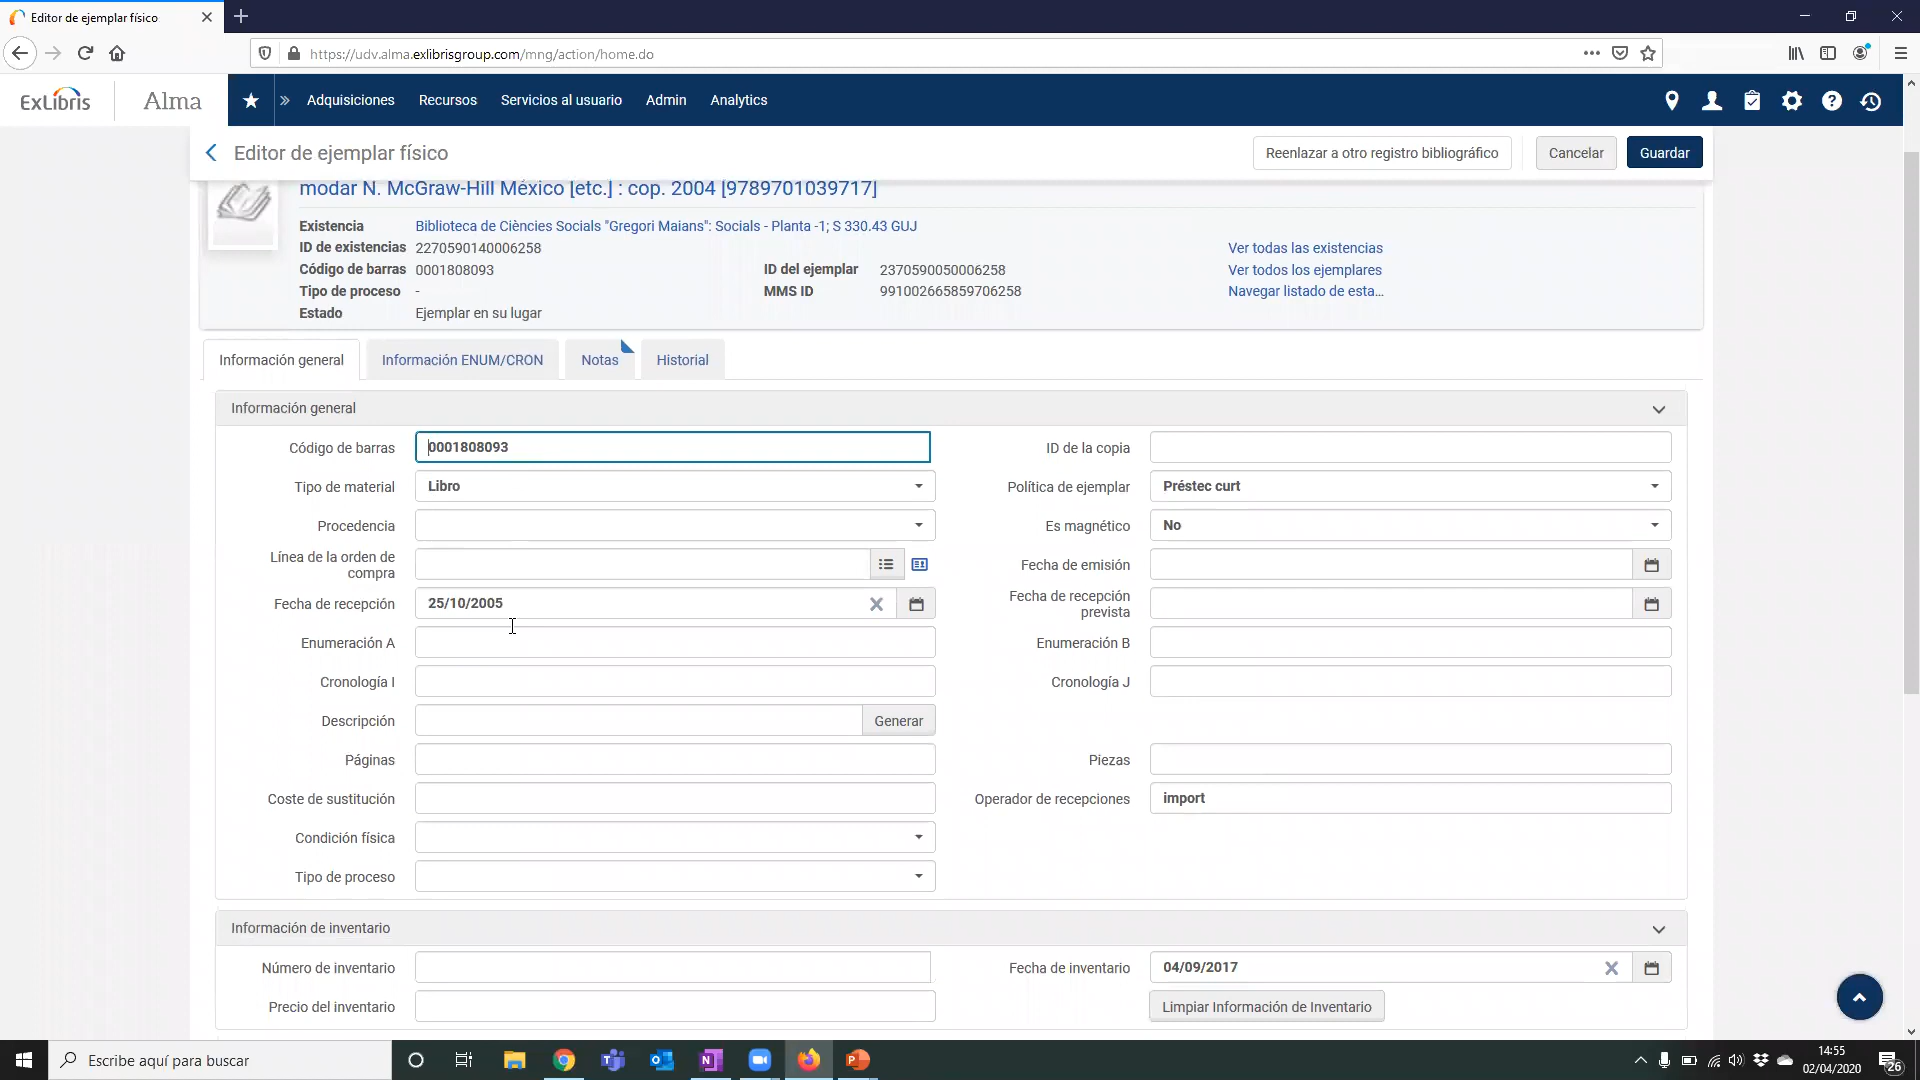 Editor de ejemplar físico
https://udv.alma.exlibrisgroup.com/mng/action/home.do
ExLibris Alma Adquisiciones Recursos Servicios al usuario Admin Analytics
Editor de ejemplar físico Reenlazar a otro registro bibliográfico Cancelar Guardar
modar N. McGraw-Hill México [etc.] : cop. 2004 [9789701039717]
Existencia Biblioteca de Ciències Socials "Gregori Maians": Socials - Planta -1; S 330.43 GUJ
ID de existencias 2270590140006258 Ver todas las existencias
Código de barras 0001808093 ID del ejemplar 2370590050006258 Ver todos los ejemplares
Tipo de proceso - MMS ID 991002665859706258 Navegar listado de esta...
Estado Ejemplar en su lugar
Información general Información ENUM/CRON Notas Historial
Información general
Código de barras 0001808093 ID de la copia
Tipo de material Libro Política de ejemplar Préstec curt
Procedencia Es magnético No
Línea de la orden de compra Fecha de emisión
Fecha de recepción 25/10/2005 Fecha de recepción prevista
Enumeración A Enumeración B
Cronología I Cronología J
Descripción Generar
Páginas Piezas
Coste de sustitución Operador de recepciones import
Condición física
Tipo de proceso
Información de inventario
Número de inventario Fecha de inventario 04/09/2017
Precio del inventario Limpiar Información de Inventario
Escribe aquí para buscar
14:55
02/04/2020
26